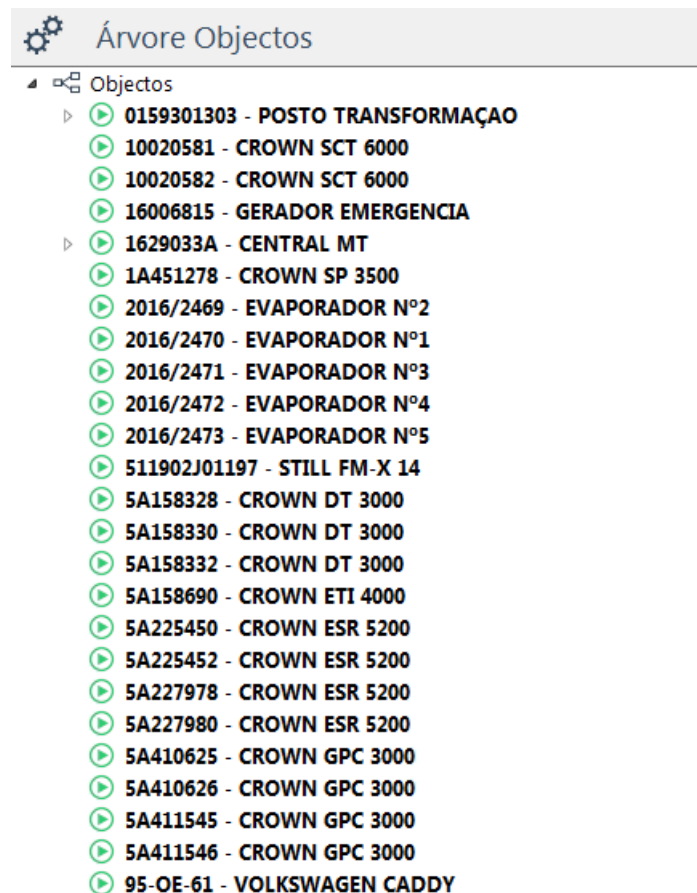 Árvore Objectos
Objectos
0159301303 - POSTO TRANSFORMAÇAO
10020581 - CROWN SCT 6000
10020582 - CROWN SCT 6000
16006815 - GERADOR EMERGENCIA
1629033A - CENTRAL MT
1A451278 - CROWN SP 3500
2016/2469 - EVAPORADOR Nº2
2016/2470 - EVAPORADOR Nº1
2016/2471 - EVAPORADOR Nº3
2016/2472 - EVAPORADOR Nº4
2016/2473 - EVAPORADOR Nº5
511902J01197 - STILL FM-X 14
5A158328 - CROWN DT 3000
5A158330 - CROWN DT 3000
5A158332 - CROWN DT 3000
5A158690 - CROWN ETI 4000
5A225450 - CROWN ESR 5200
5A225452 - CROWN ESR 5200
5A227978 - CROWN ESR 5200
5A227980 - CROWN ESR 5200
5A410625 - CROWN GPC 3000
5A410626 - CROWN GPC 3000
5A411545 - CROWN GPC 3000
5A411546 - CROWN GPC 3000
95-OE-61 - VOLKSWAGEN CADDY